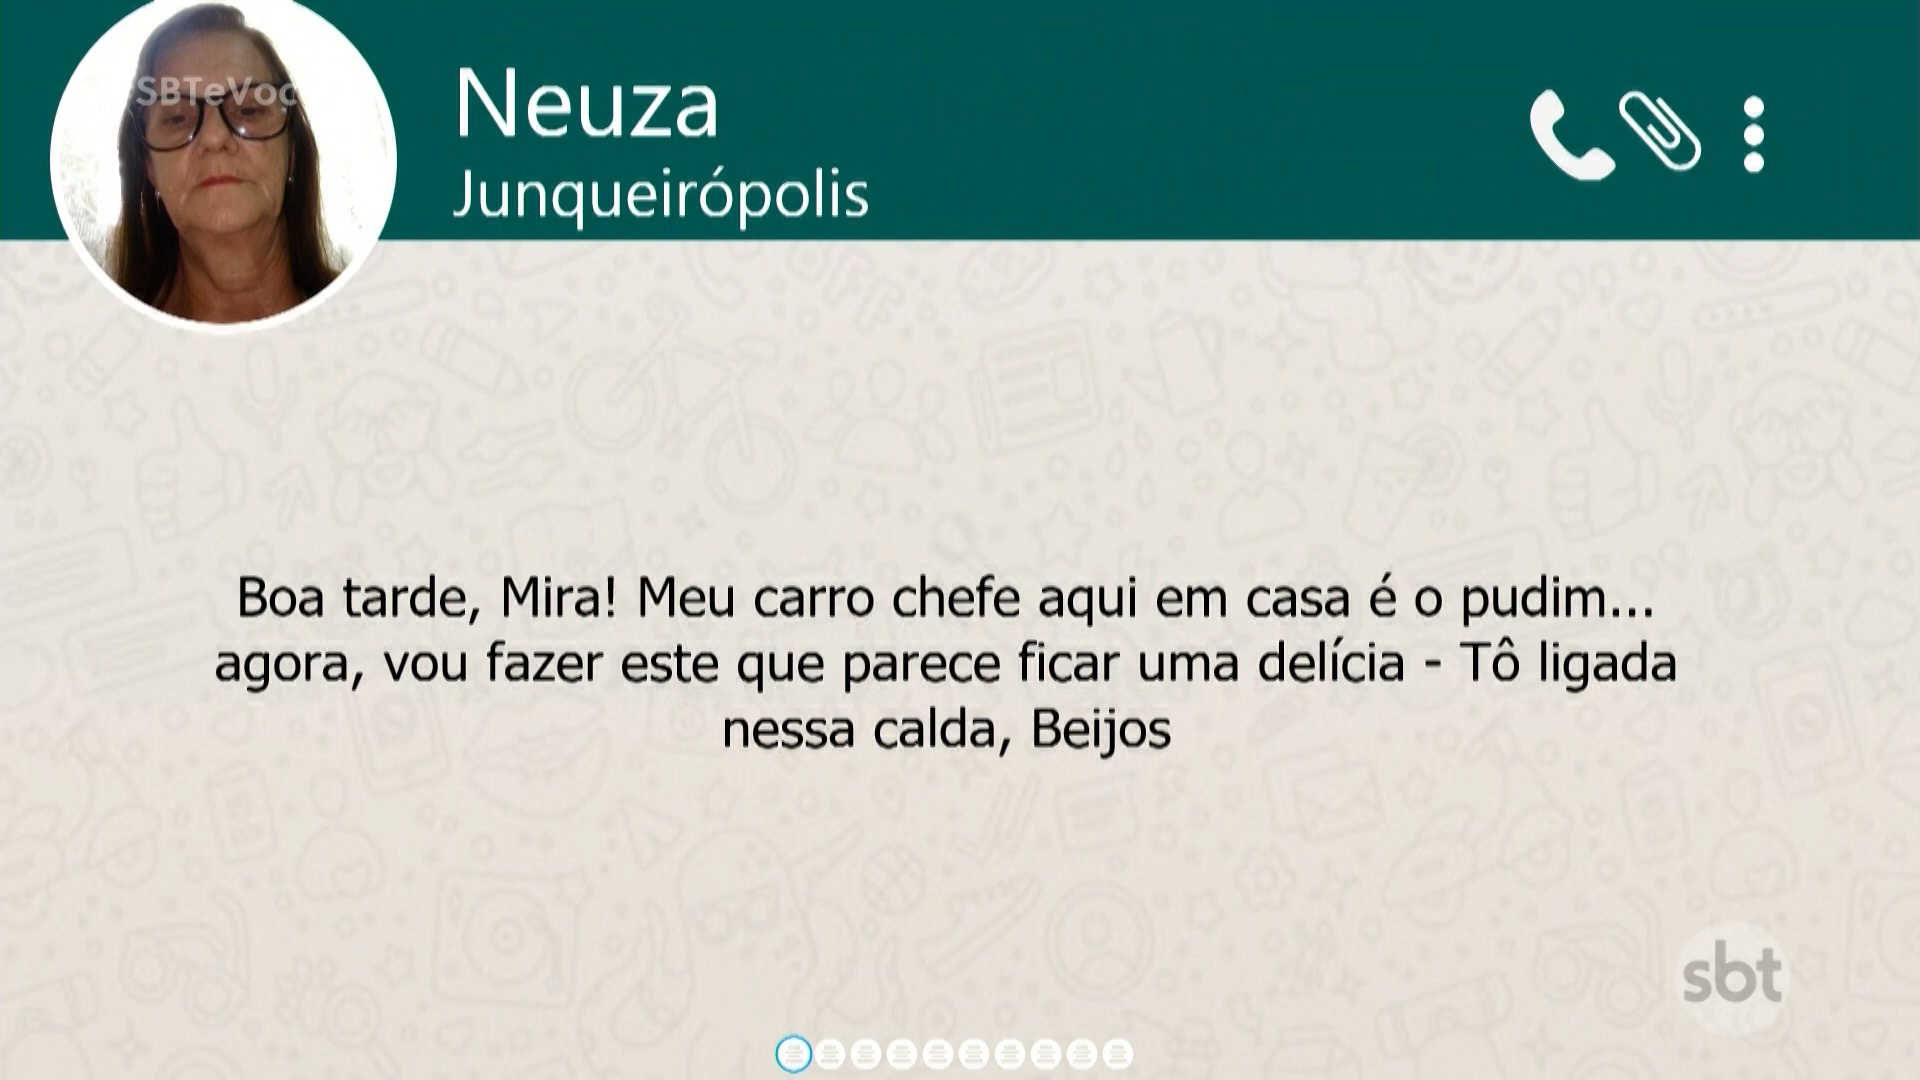 SBTeVoc
Neuza
Junqueirópolis
Boa tarde, Mira! Meu carro chefe aqui em casa é o pudim...
agora, vou fazer este que parece ficar uma delícia - Tô ligada
nessa calda, Beijos
sbt